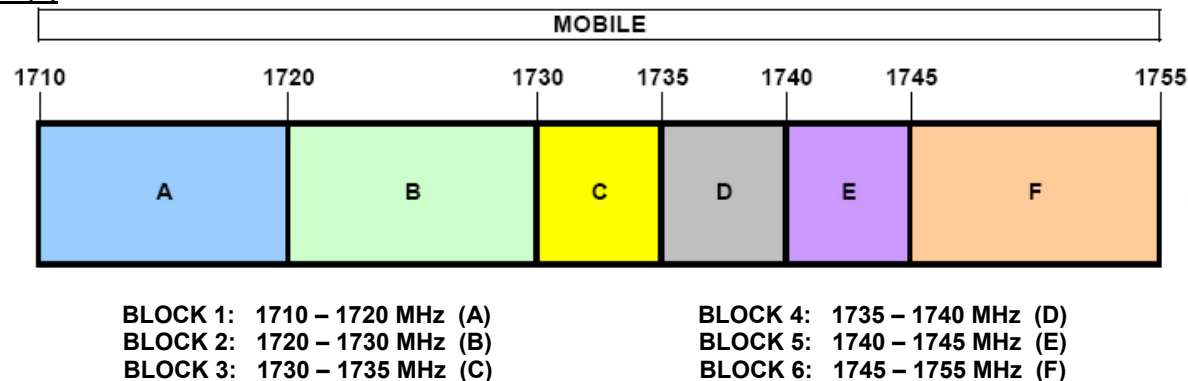 MOBILE
1710 1720 1730 1735 1740 1745 1755
A B C D E F
BLOCK 1: 1710 – 1720 MHz (A)
BLOCK 2: 1720 – 1730 MHz (B)
BLOCK 3: 1730 – 1735 MHz (C)
BLOCK 4: 1735 – 1740 MHz (D)
BLOCK 5: 1740 – 1745 MHz (E)
BLOCK 6: 1745 – 1755 MHz (F)